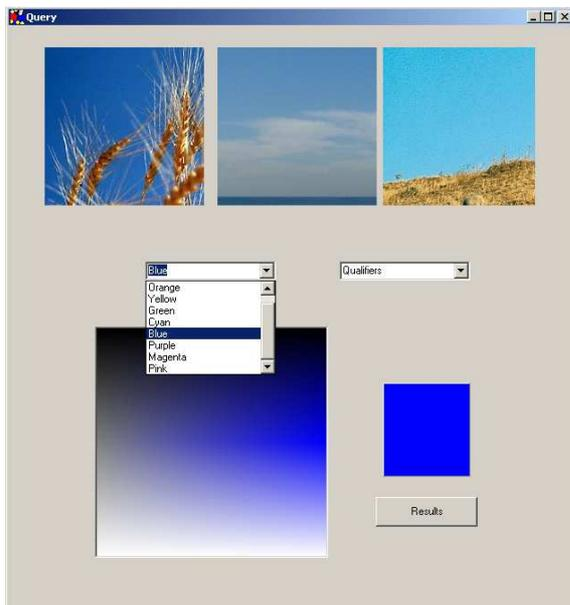 Query
Blue
Qualifiers
Orange
Yellow
Green
Cyan
Blue
Purple
Magenta
Pink
Results